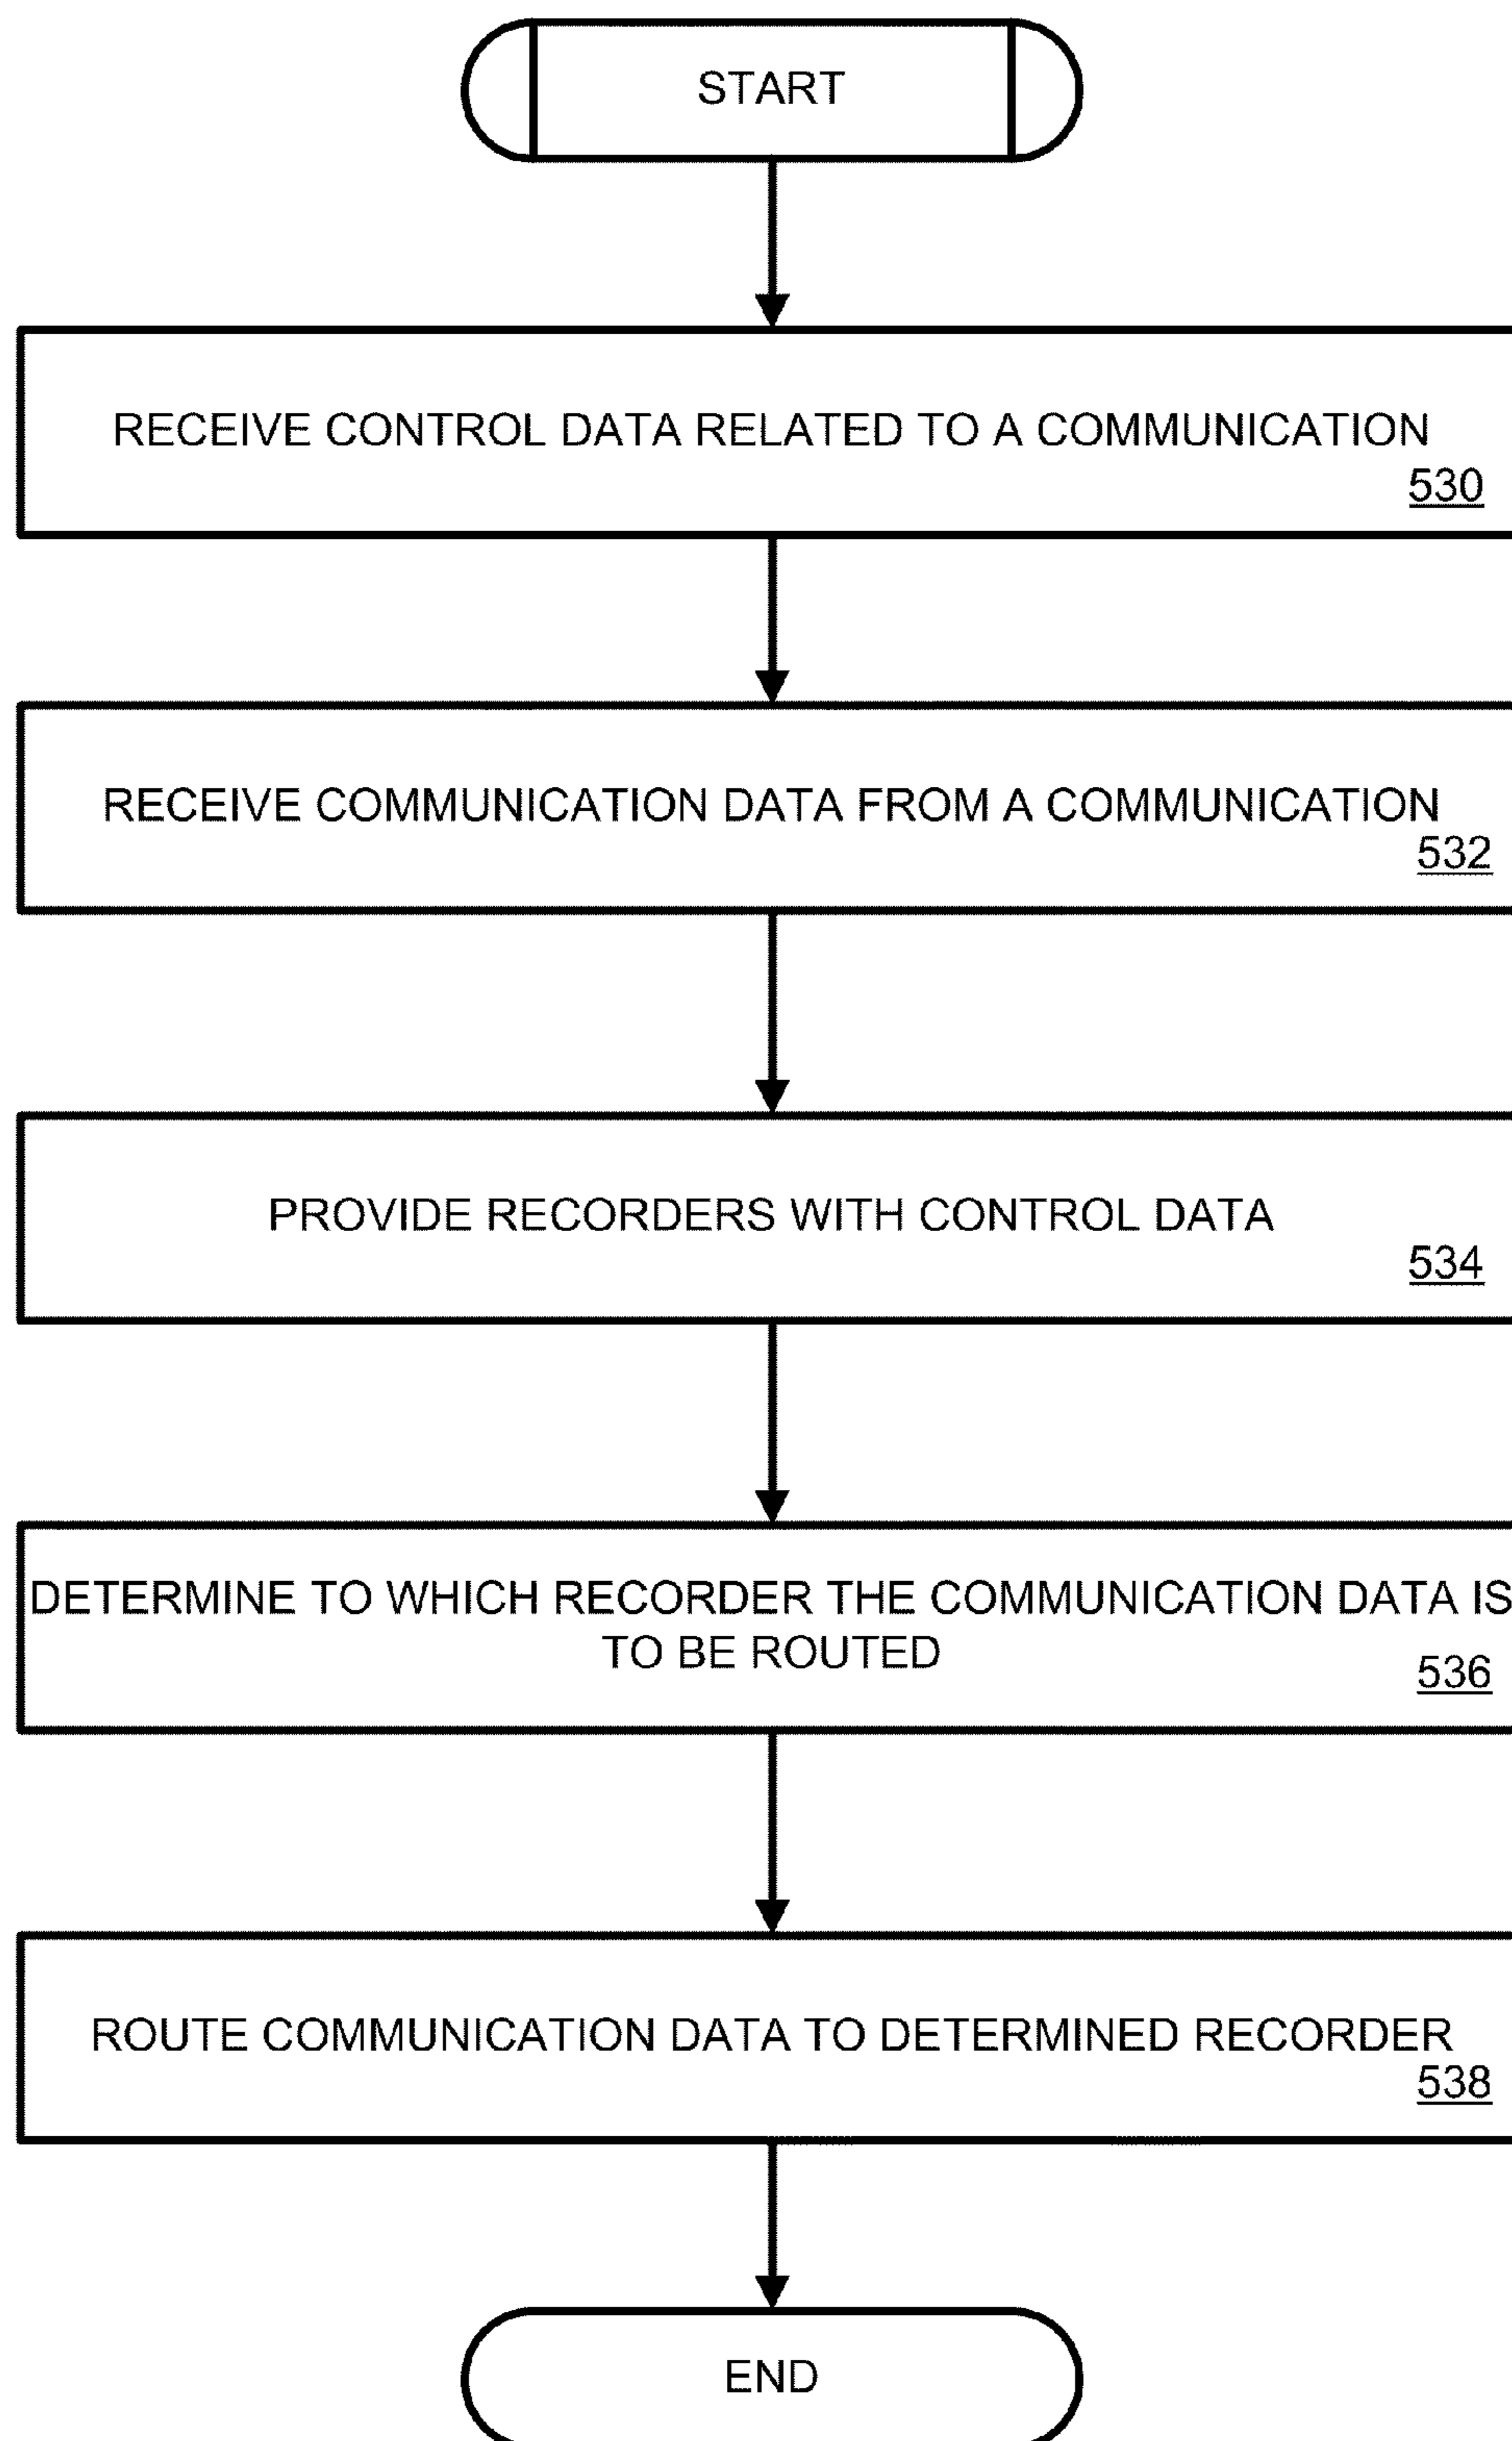 START
RECEIVE CONTROL DATA RELATED TO A COMMUNICATION
530
RECEIVE COMMUNICATION DATA FROM A COMMUNICATION
532
PROVIDE RECORDERS WITH CONTROL DATA
534
DETERMINE TO WHICH RECORDER THE COMMUNICATION DATA IS
TO BE ROUTED
536
ROUTE COMMUNICATION DATA TO DETERMINED RECORDER
538
END